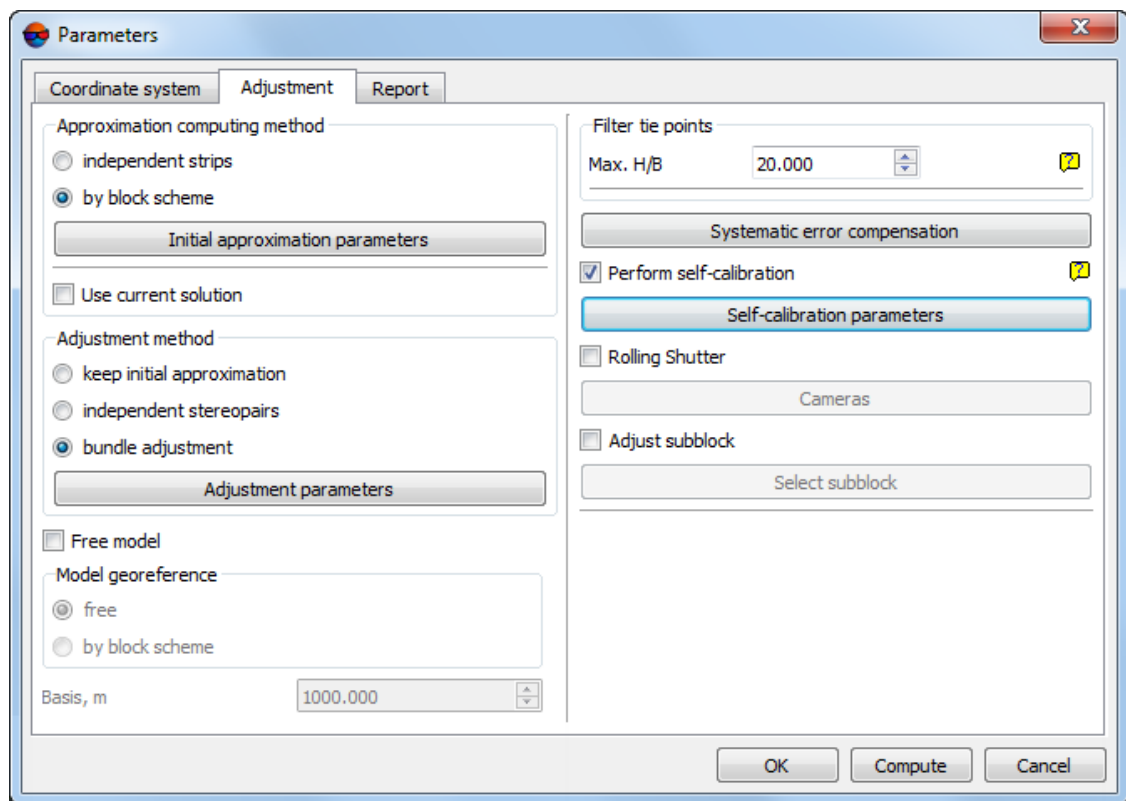 Parameters
X
Coordinate system
Adjustment
Report
Approximation computing method
independent strips
by block scheme
Initial approximation parameters
Use current solution
Adjustment method
keep initial approximation
independent stereopairs
bundle adjustment
Adjustment parameters
Free model
Model georeference
free
by block scheme
Basis, m 1000.000
Filter tie points
Max. H/B 20.000 ?
Systematic error compensation
Perform self-calibration ?
Self-calibration parameters
Rolling Shutter
Cameras
Adjust subblock
Select subblock
OK Compute Cancel